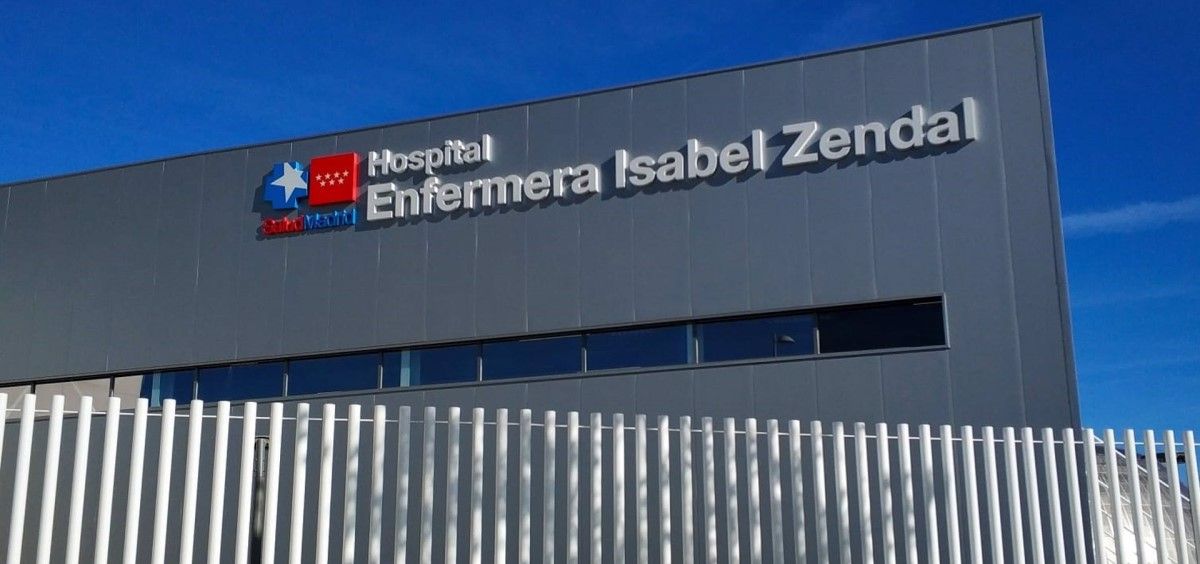 Hospital
Enfermera Isabel Zendal
SaludMadrid